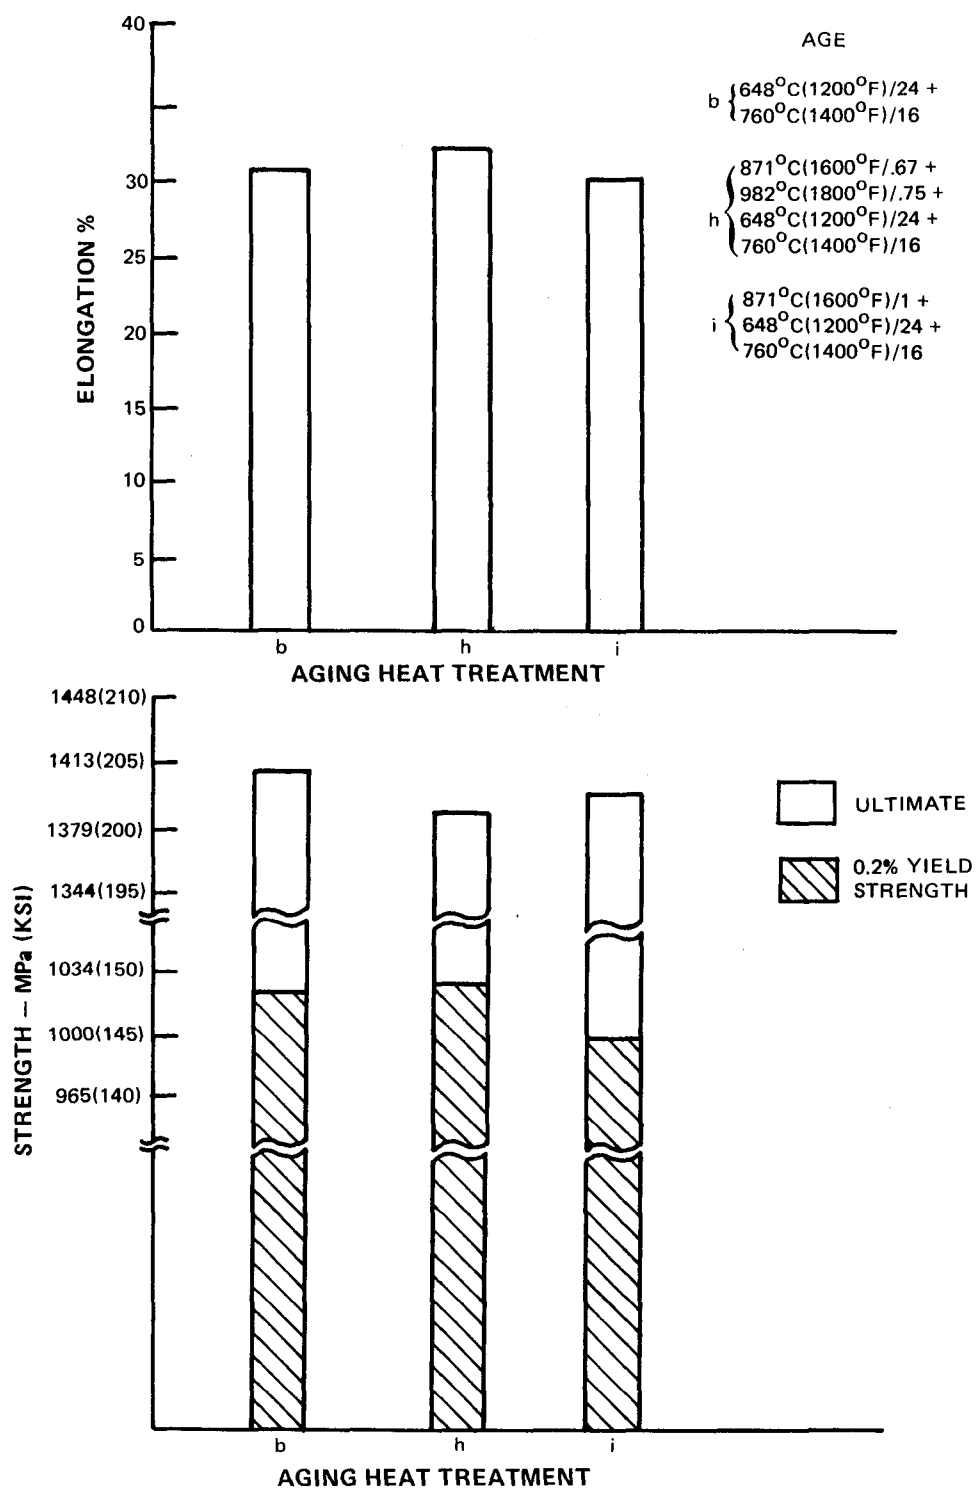 40
30
25
20
15
10
5
0
ELONGATION %
b
h
i
AGING HEAT TREATMENT
AGE
b {648°C(1200°F)/24 +
760°C(1400°F)/16
h {871°C(1600°F/.67 +
982°C(1800°F)/.75 +
648°C(1200°F)/24 +
760°C(1400°F)/16
i {871°C(1600°F)/1 +
648°C(1200°F)/24 +
760°C(1400°F)/16
1448(210)
1413(205)
1379(200)
1344(195)
1034(150)
1000(145)
965(140)
STRENGTH – MPa (KSI)
ULTIMATE
0.2% YIELD
STRENGTH
b
h
i
AGING HEAT TREATMENT